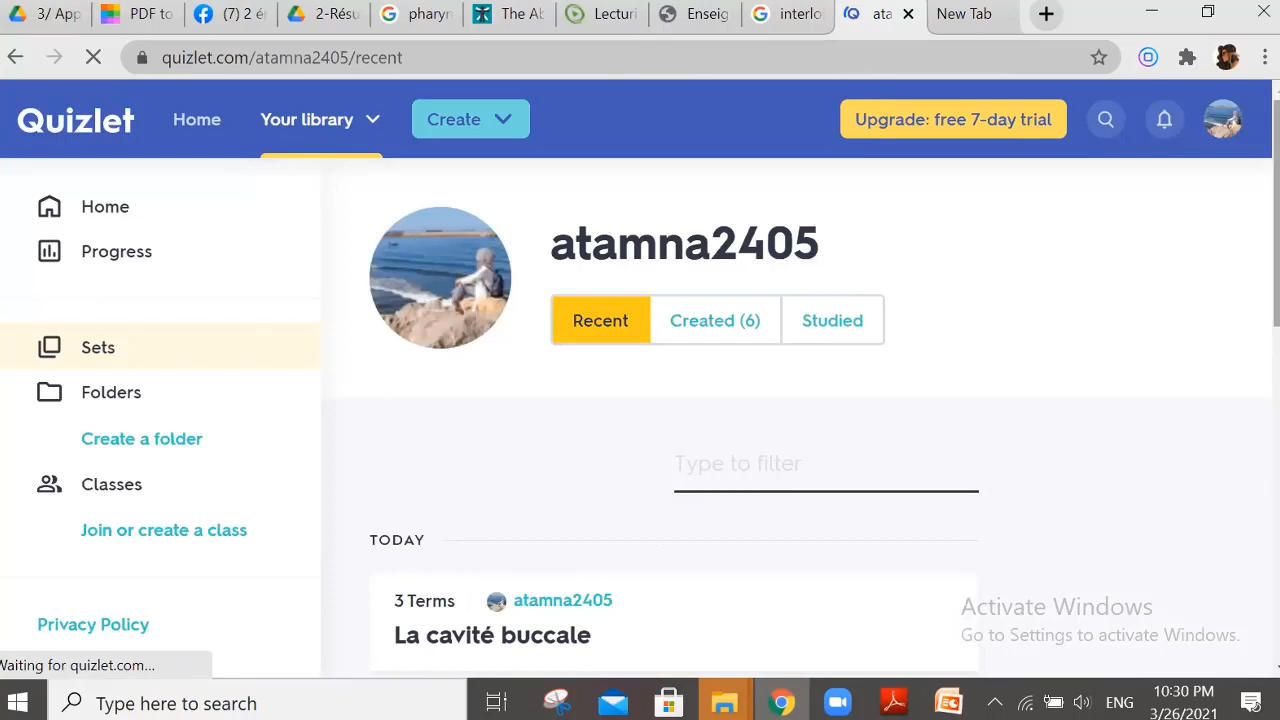 3/ App
PDF to
(7) 2 é
2-Résu
phary
The Ab
Lecturi
Enseig
ata
New Tab
quizlet.com/atamna2405/recent
Quizlet
Home
Your library
Create
Upgrade: free 7-day trial
Home
Progress
Sets
Folders
Create a folder
Classes
Join or create a class
Privacy Policy
atamna2405
Recent
Created (6)
Studied
Type to filter
TODAY
3 Terms
atamna2405
La cavité buccale
Activate Windows
Go to Settings to activate Windows.
Waiting for quizlet.com...
Type here to search
ENG
10:30 PM
3/26/2021